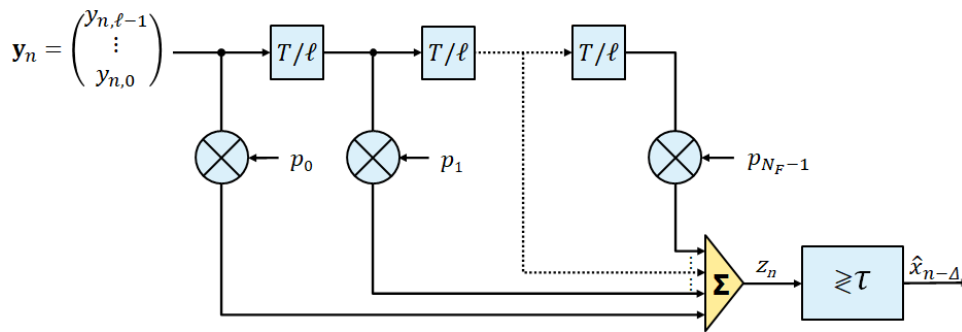 y_{n,ℓ−1}
𝐲_n = ( ⋮ )
y_{n,0}
T/ℓ T/ℓ T/ℓ
p_0 p_1 p_{N_F−1}
Σ z_n ≷τ x̂_{n−Δ}